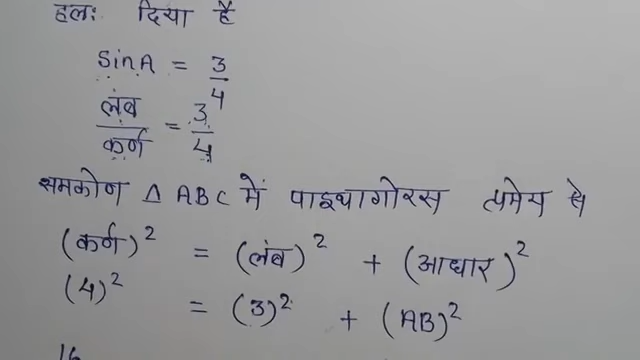 हल: दिया है
sinA = 3/4
लंब/कर्ण = 3/4
समकोण △ ABC में पाइथागोरस प्रमेय से
(कर्ण)² = (लंब)² + (आधार)²
(4)² = (3)² + (AB)²
16